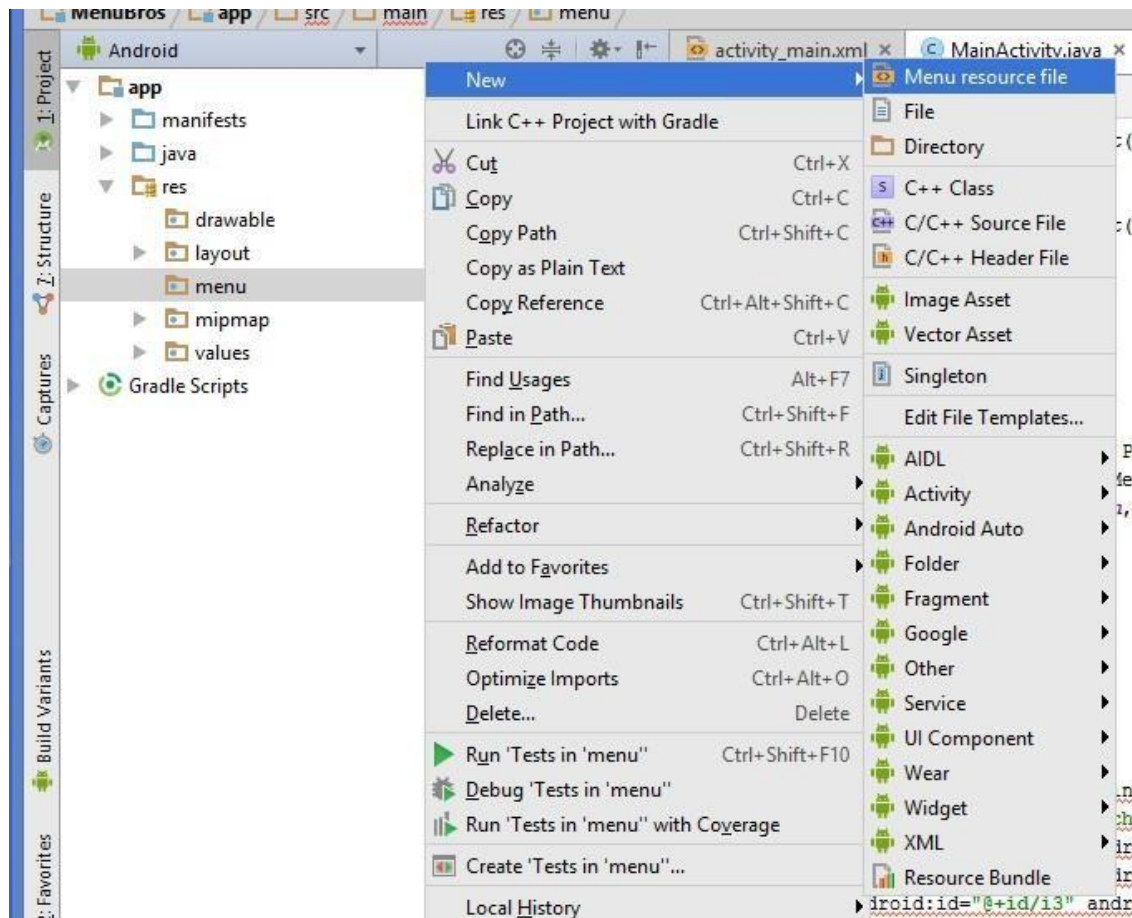 MenuBros app src main res menu
1: Project
Android
activity_main.xml
MainActivity.java
app
manifests
java
res
drawable
layout
menu
mipmap
values
Gradle Scripts
7: Structure
Captures
Build Variants
Favorites
New
Link C++ Project with Gradle
Cut Ctrl+X
Copy Ctrl+C
Copy Path Ctrl+Shift+C
Copy as Plain Text
Copy Reference Ctrl+Alt+Shift+C
Paste Ctrl+V
Find Usages Alt+F7
Find in Path... Ctrl+Shift+F
Replace in Path... Ctrl+Shift+R
Analyze
Refactor
Add to Favorites
Show Image Thumbnails Ctrl+Shift+T
Reformat Code Ctrl+Alt+L
Optimize Imports Ctrl+Alt+O
Delete... Delete
Run 'Tests in 'menu'' Ctrl+Shift+F10
Debug 'Tests in 'menu''
Run 'Tests in 'menu'' with Coverage
Create 'Tests in 'menu''...
Local History
Menu resource file
File
Directory
C++ Class
C/C++ Source File
C/C++ Header File
Image Asset
Vector Asset
Singleton
Edit File Templates...
AIDL
Activity
Android Auto
Folder
Fragment
Google
Other
Service
UI Component
Wear
Widget
XML
Resource Bundle
droid:id="@+id/i3" andr